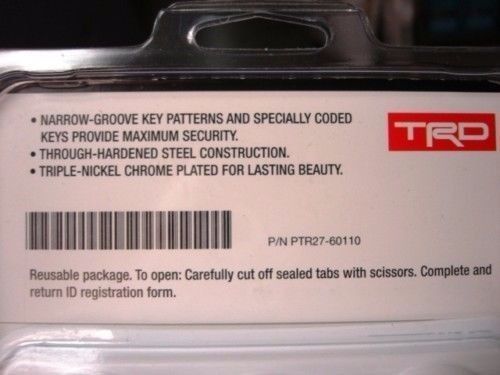 • NARROW-GROOVE KEY PATTERNS AND SPECIALLY CODED
KEYS PROVIDE MAXIMUM SECURITY.
• THROUGH-HARDENED STEEL CONSTRUCTION.
• TRIPLE-NICKEL CHROME PLATED FOR LASTING BEAUTY.
TRD
P/N PTR27-60110
Reusable package. To open: Carefully cut off sealed tabs with scissors. Complete and
return ID registration form.